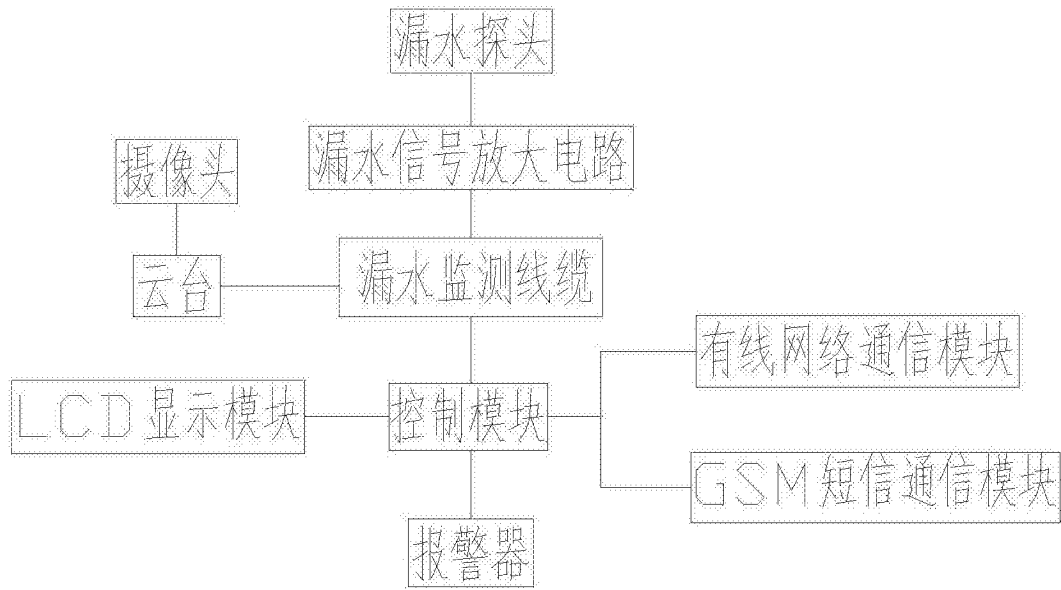 漏水探头
漏水信号放大电路
摄像头
云台
漏水监测线缆
有线网络通信模块
LCD显示模块
控制模块
GSM短信通信模块
报警器